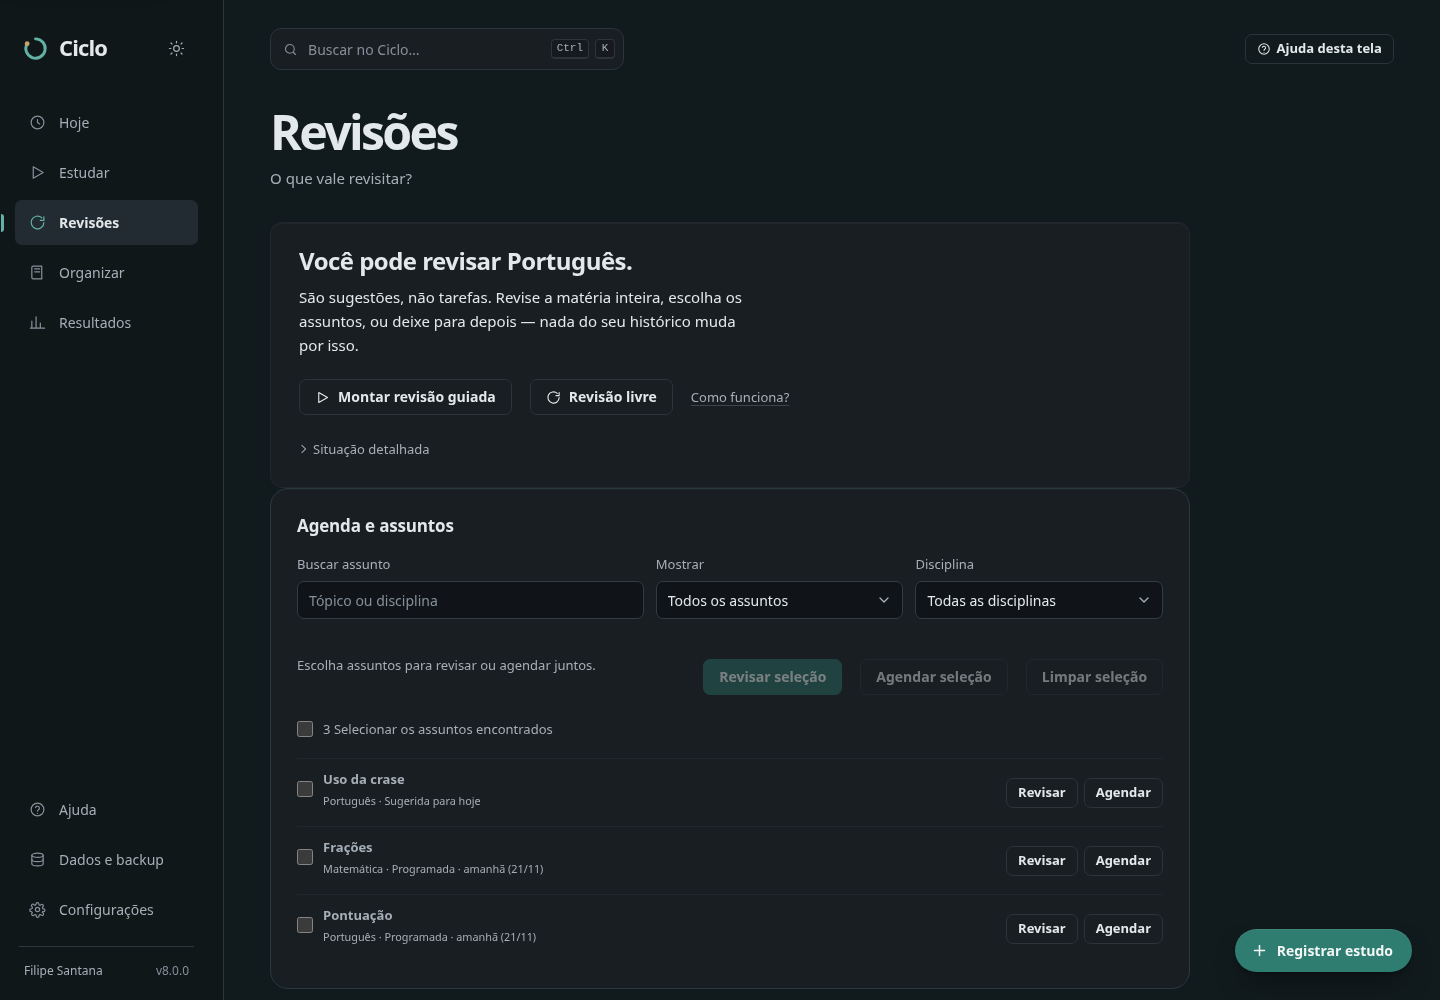 Ciclo
Buscar no Ciclo...
Ctrl K
Ajuda desta tela
Hoje
Estudar
Revisões
Organizar
Resultados
Ajuda
Dados e backup
Configurações
Filipe Santana
v8.0.0
Revisões
O que vale revisitar?
Você pode revisar Português.
São sugestões, não tarefas. Revise a matéria inteira, escolha os
assuntos, ou deixe para depois — nada do seu histórico muda
por isso.
Montar revisão guiada
Revisão livre
Como funciona?
Situação detalhada
Agenda e assuntos
Buscar assunto
Mostrar
Disciplina
Tópico ou disciplina
Todos os assuntos
Todas as disciplinas
Escolha assuntos para revisar ou agendar juntos.
Revisar seleção
Agendar seleção
Limpar seleção
3 Selecionar os assuntos encontrados
Uso da crase
Português · Sugerida para hoje
Revisar
Agendar
Frações
Matemática · Programada · amanhã (21/11)
Revisar
Agendar
Pontuação
Português · Programada · amanhã (21/11)
Revisar
Agendar
Registrar estudo